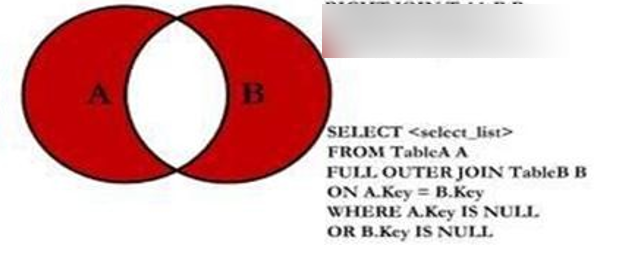 A B
SELECT <select_list>
FROM TableA A
FULL OUTER JOIN TableB B
ON A.Key = B.Key
WHERE A.Key IS NULL
OR B.Key IS NULL